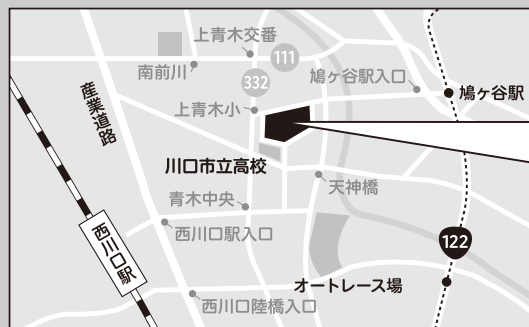 上青木交番
111
南前川
332
鳩ヶ谷駅入口
鳩ヶ谷駅
産業道路
上青木小
川口市立高校
天神橋
青木中央
西川口駅入口
西川口駅
122
オートレース場
西川口陸橋入口